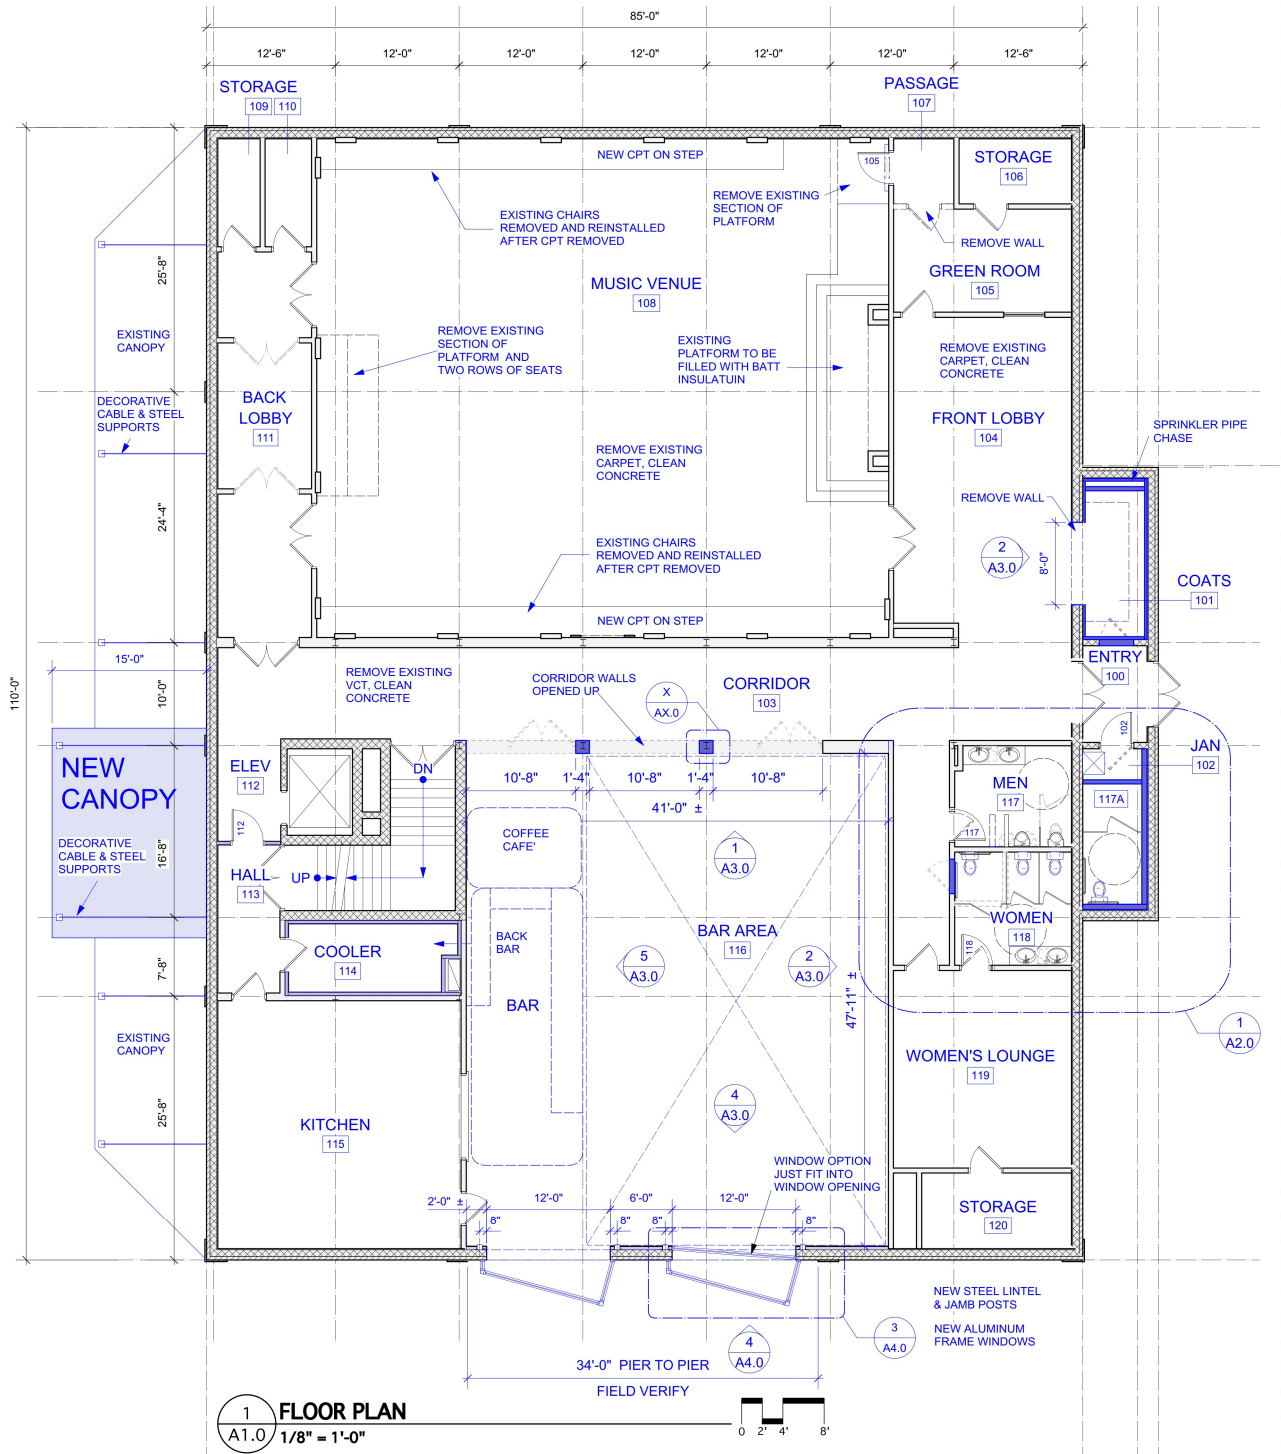 85'-0"
12'-6"
12'-0"
12'-0"
12'-0"
12'-0"
12'-0"
12'-6"
STORAGE
109 110
PASSAGE
107
NEW CPT ON STEP
105
STORAGE
106
REMOVE EXISTING
SECTION OF
PLATFORM
EXISTING CHAIRS
REMOVED AND REINSTALLED
AFTER CPT REMOVED
REMOVE WALL
25'-8"
MUSIC VENUE
108
GREEN ROOM
105
EXISTING
CANOPY
REMOVE EXISTING
SECTION OF
PLATFORM AND
TWO ROWS OF SEATS
EXISTING
PLATFORM TO BE
FILLED WITH BATT
INSULATUIN
REMOVE EXISTING
CARPET, CLEAN
CONCRETE
DECORATIVE
CABLE & STEEL
SUPPORTS
BACK
LOBBY
111
FRONT LOBBY
104
SPRINKLER PIPE
CHASE
REMOVE EXISTING
CARPET, CLEAN
CONCRETE
REMOVE WALL
24'-4"
EXISTING CHAIRS
REMOVED AND REINSTALLED
AFTER CPT REMOVED
2
A3.0
8'-0"
COATS
101
NEW CPT ON STEP
15'-0"
110'-0"
10'-0"
REMOVE EXISTING
VCT, CLEAN
CONCRETE
CORRIDOR WALLS
OPENED UP
X
AX.0
CORRIDOR
103
ENTRY
100
102
JAN
102
NEW
CANOPY
ELEV
112
DN
10'-8"
1'-4"
10'-8"
1'-4"
10'-8"
41'-0" ±
MEN
117
117A
112
117
COFFEE
CAFE'
1
A3.0
DECORATIVE
CABLE & STEEL
SUPPORTS
16'-8"
HALL
113
UP
WOMEN
118
118
BACK
BAR
BAR AREA
116
COOLER
114
5
A3.0
2
A3.0
7'-8"
BAR
47'-11" ±
EXISTING
CANOPY
1
A2.0
WOMEN'S LOUNGE
119
25'-8"
KITCHEN
115
4
A3.0
WINDOW OPTION
JUST FIT INTO
WINDOW OPENING
2'-0" ±
12'-0"
6'-0"
12'-0"
8"
8"
8"
8"
STORAGE
120
NEW STEEL LINTEL
& JAMB POSTS
NEW ALUMINUM
FRAME WINDOWS
3
A4.0
4
A4.0
34'-0" PIER TO PIER
FIELD VERIFY
1
A1.0
FLOOR PLAN
1/8" = 1'-0"
0 2' 4' 8'